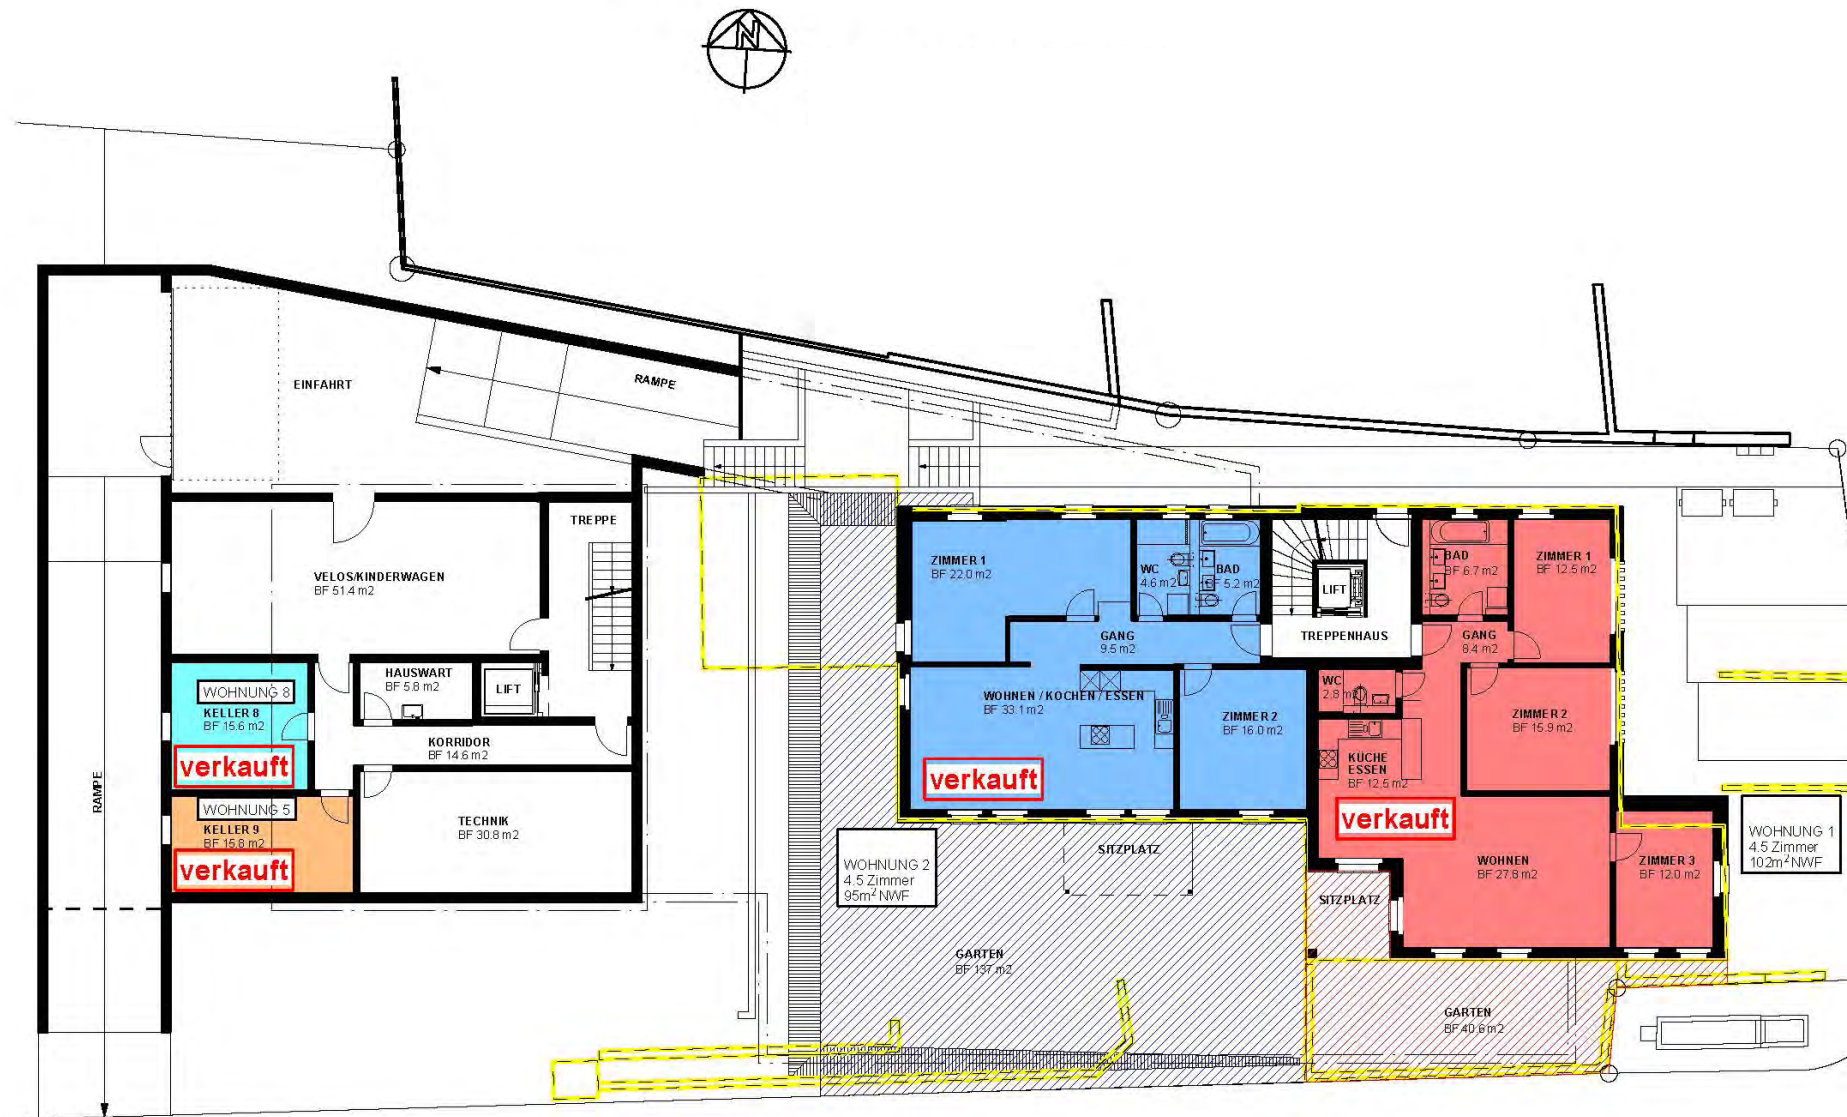 N
EINFAHRT
RAMPE
TREPPE
VELOS/KINDERWAGEN
BF 51.4 m2
HAUSWART
BF 5.8 m2
LIFT
WOHNUNG 8
KELLER 8
BF 15.6 m2
verkauft
KORRIDOR
BF 14.6 m2
WOHNUNG 5
KELLER 9
BF 15.8 m2
verkauft
TECHNIK
BF 30.8 m2
RAMPE
ZIMMER 1
BF 22.0 m2
WC
4.6 m2
BAD
BF 5.2 m2
GANG
9.5 m2
LIFT
TREPPENHAUS
WOHNEN / KOCHEN / ESSEN
BF 33.1 m2
verkauft
ZIMMER 2
BF 16.0 m2
BAD
BF 6.7 m2
ZIMMER 1
BF 12.5 m2
GANG
8.4 m2
WC
2.8 m2
ZIMMER 2
BF 15.9 m2
KÜCHE
ESSEN
BF 12.5 m2
verkauft
WOHNEN
BF 27.8 m2
ZIMMER 3
BF 12.0 m2
WOHNUNG 1
4.5 Zimmer
102m² NWF
WOHNUNG 2
4.5 Zimmer
95m² NWF
SITZPLATZ
SITZPLATZ
GARTEN
BF 137 m2
GARTEN
BF 40.6 m2